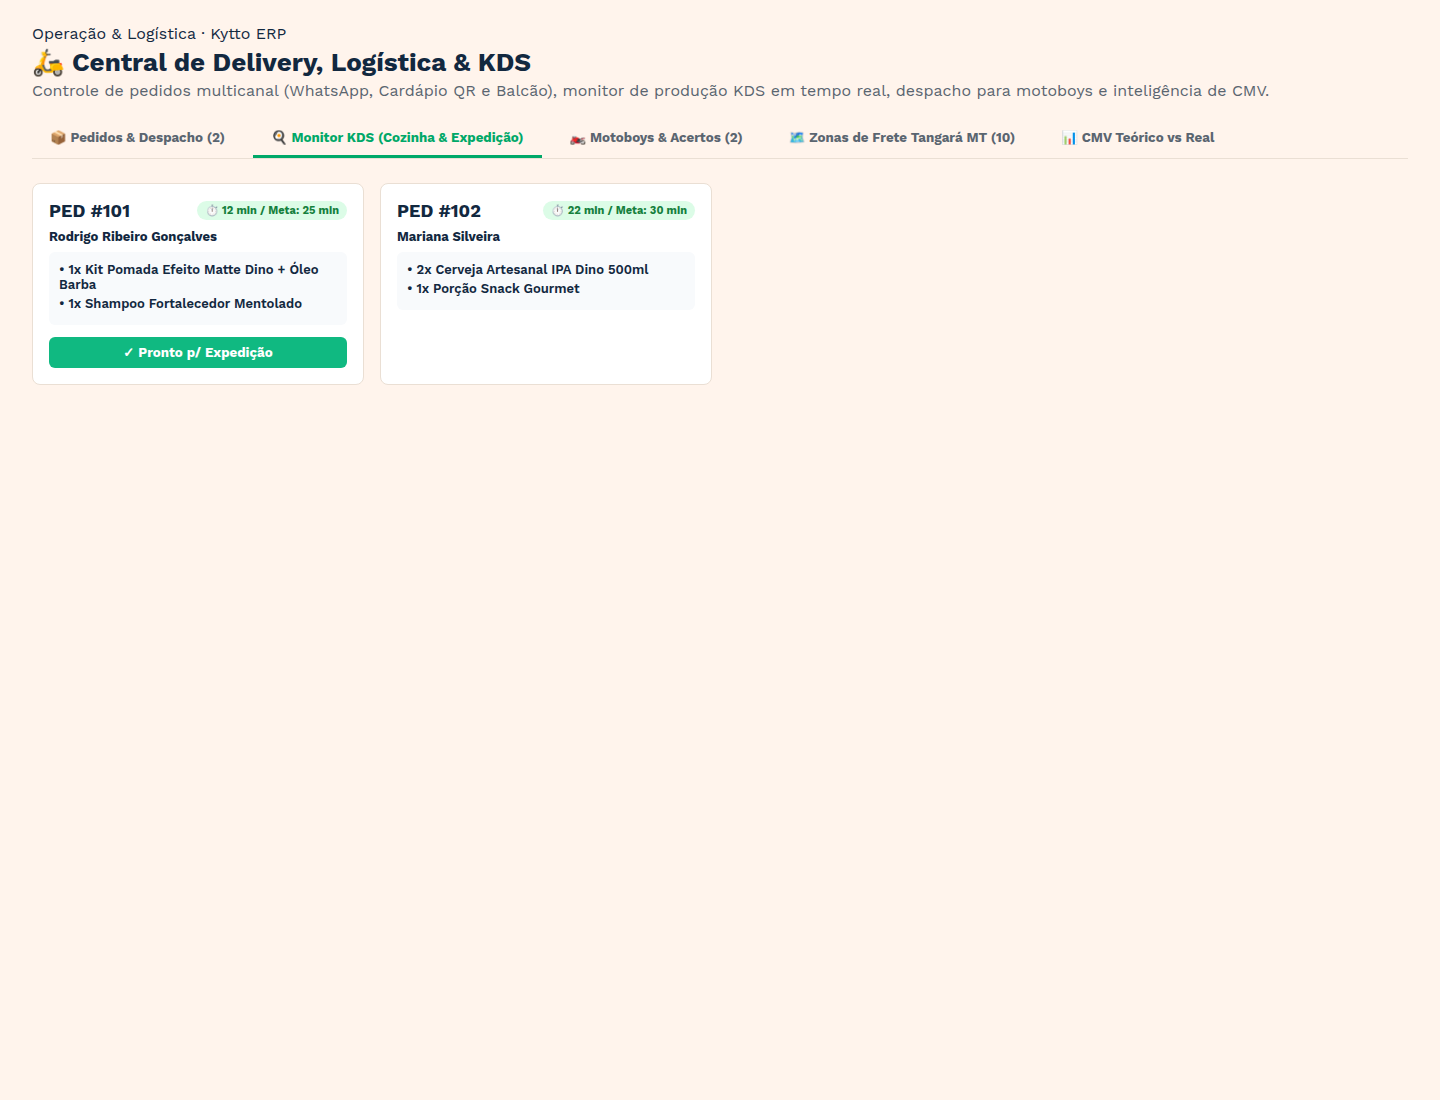 Operação & Logística · Kytto ERP
🛵 Central de Delivery, Logística & KDS
Controle de pedidos multicanal (WhatsApp, Cardápio QR e Balcão), monitor de produção KDS em tempo real, despacho para motoboys e inteligência de CMV.
📦 Pedidos & Despacho (2)
🍳 Monitor KDS (Cozinha & Expedição)
🏍️ Motoboys & Acertos (2)
🗺️ Zonas de Frete Tangará MT (10)
📊 CMV Teórico vs Real
PED #101
⏱️ 12 min / Meta: 25 min
Rodrigo Ribeiro Gonçalves
• 1x Kit Pomada Efeito Matte Dino + Óleo
Barba
• 1x Shampoo Fortalecedor Mentolado
✓ Pronto p/ Expedição
PED #102
⏱️ 22 min / Meta: 30 min
Mariana Silveira
• 2x Cerveja Artesanal IPA Dino 500ml
• 1x Porção Snack Gourmet